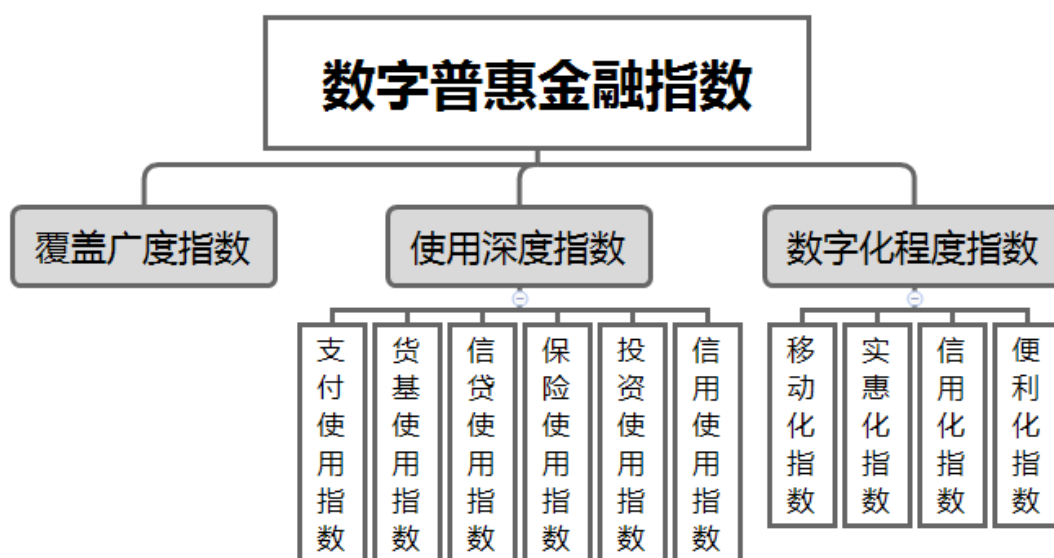 数字普惠金融指数
覆盖广度指数
使用深度指数
数字化程度指数
支付使用指数
货基使用指数
信贷使用指数
保险使用指数
投资使用指数
信用使用指数
移动化指数
实惠化指数
信用化指数
便利化指数